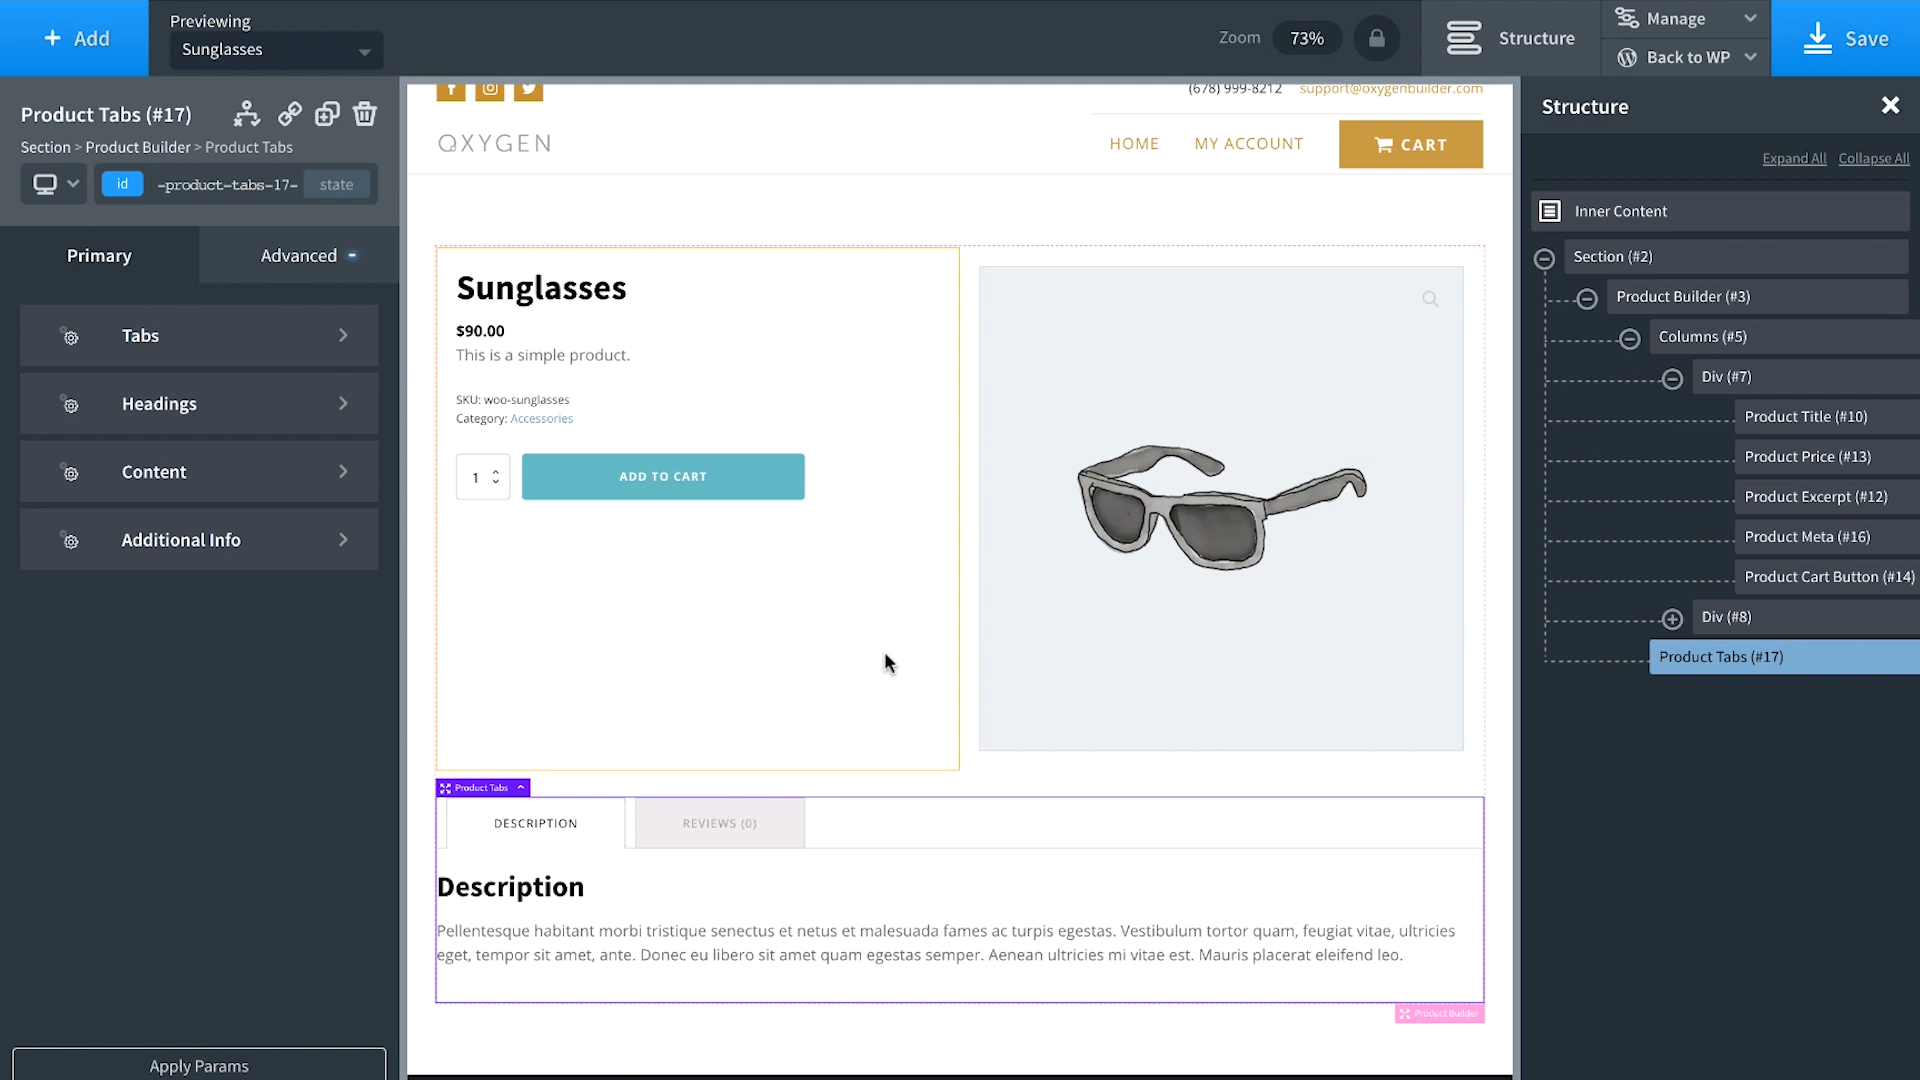 Add
Previewing
Sunglasses
Zoom
73%
Structure
Manage
Back to WP
Save
Product Tabs (#17)
Section > Product Builder > Product Tabs
id
-product-tabs-17-
state
Primary
Advanced
Tabs
Headings
Content
Additional Info
Apply Params
(678) 999-8212
support@oxygenbuilder.com
OXYGEN
HOME
MY ACCOUNT
CART
Sunglasses
$90.00
This is a simple product.
SKU: woo-sunglasses
Category: Accessories
1
ADD TO CART
Product Tabs
DESCRIPTION
REVIEWS (0)
Description
Pellentesque habitant morbi tristique senectus et netus et malesuada fames ac turpis egestas. Vestibulum tortor quam, feugiat vitae, ultricies
eget, tempor sit amet, ante. Donec eu libero sit amet quam egestas semper. Aenean ultricies mi vitae est. Mauris placerat eleifend leo.
Product Builder
Structure
Expand All
Collapse All
Inner Content
Section (#2)
Product Builder (#3)
Columns (#5)
Div (#7)
Product Title (#10)
Product Price (#13)
Product Excerpt (#12)
Product Meta (#16)
Product Cart Button (#14)
Div (#8)
Product Tabs (#17)